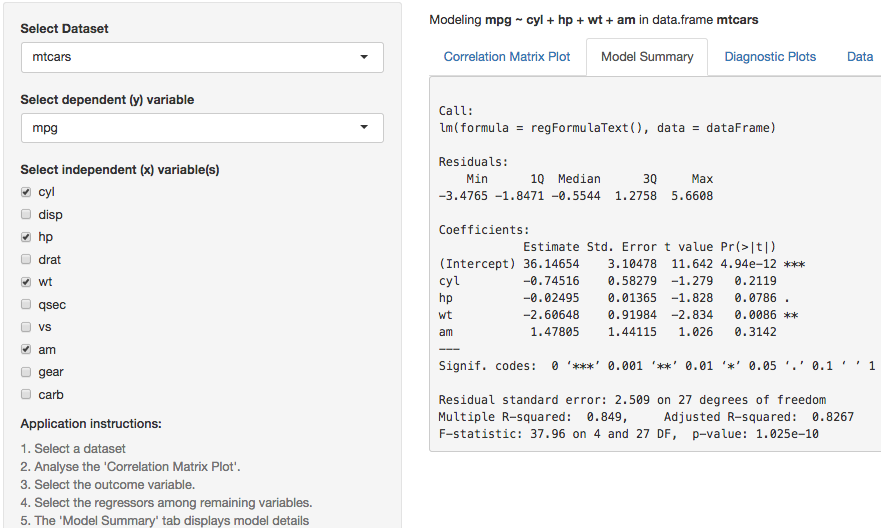 Select Dataset
mtcars
Select dependent (y) variable
mpg
Select independent (x) variable(s)
cyl
disp
hp
drat
wt
qsec
vs
am
gear
carb
Application instructions:
1. Select a dataset
2. Analyse the 'Correlation Matrix Plot'.
3. Select the outcome variable.
4. Select the regressors among remaining variables.
5. The 'Model Summary' tab displays model details
Modeling mpg ~ cyl + hp + wt + am in data.frame mtcars
Correlation Matrix Plot Model Summary Diagnostic Plots Data
Call:
lm(formula = regFormulaText(), data = dataFrame)
Residuals:
Min 1Q Median 3Q Max
-3.4765 -1.8471 -0.5544 1.2758 5.6608
Coefficients:
Estimate Std. Error t value Pr(>|t|)
(Intercept) 36.14654 3.10478 11.642 4.94e-12 ***
cyl -0.74516 0.58279 -1.279 0.2119
hp -0.02495 0.01365 -1.828 0.0786 .
wt -2.60648 0.91984 -2.834 0.0086 **
am 1.47805 1.44115 1.026 0.3142
---
Signif. codes: 0 ‘***’ 0.001 ‘**’ 0.01 ‘*’ 0.05 ‘.’ 0.1 ‘ ’ 1
Residual standard error: 2.509 on 27 degrees of freedom
Multiple R-squared: 0.849, Adjusted R-squared: 0.8267
F-statistic: 37.96 on 4 and 27 DF, p-value: 1.025e-10